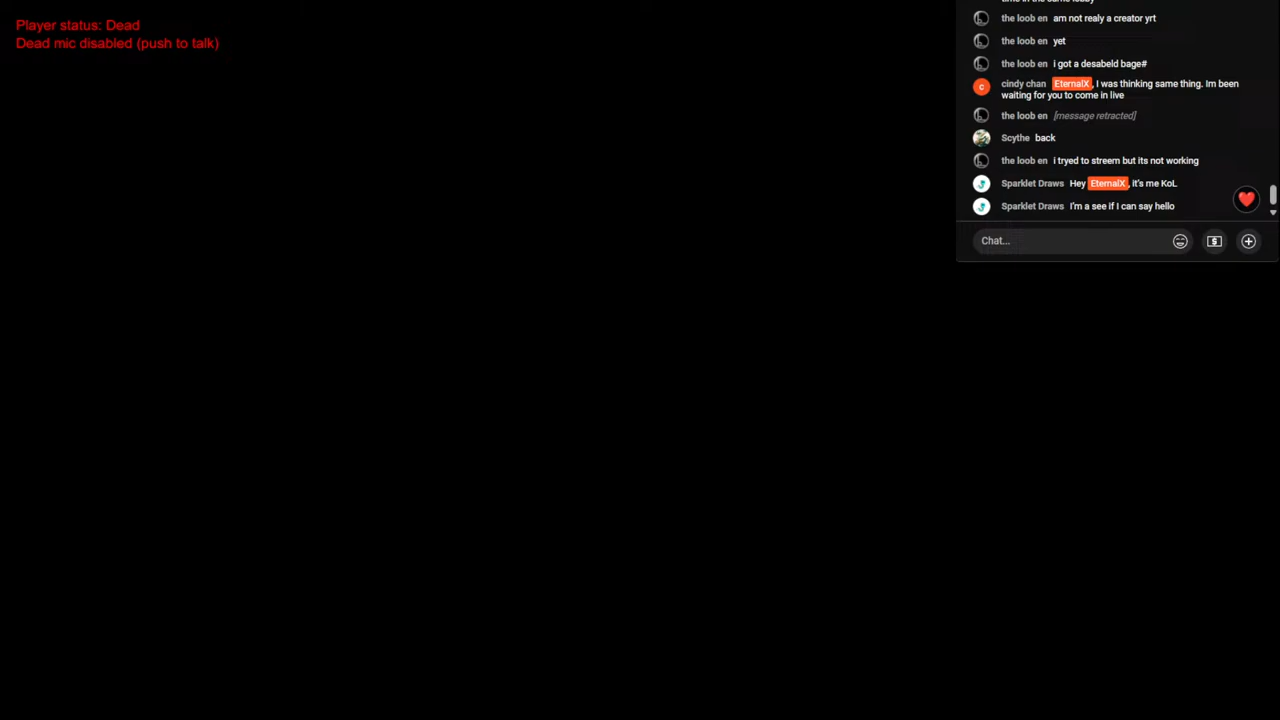 Player status: Dead
Dead mic disabled (push to talk)
the loob en am not realy a creator yrt
the loob en yet
the loob en i got a desabeld bage#
c cindy chan EternalX, I was thinking same thing. Im been
waiting for you to come in live
the loob en [message retracted]
Scythe back
the loob en i tryed to streem but its not working
Sparklet Draws Hey EternalX, it's me KoL
Sparklet Draws I'm a see if I can say hello
Chat...